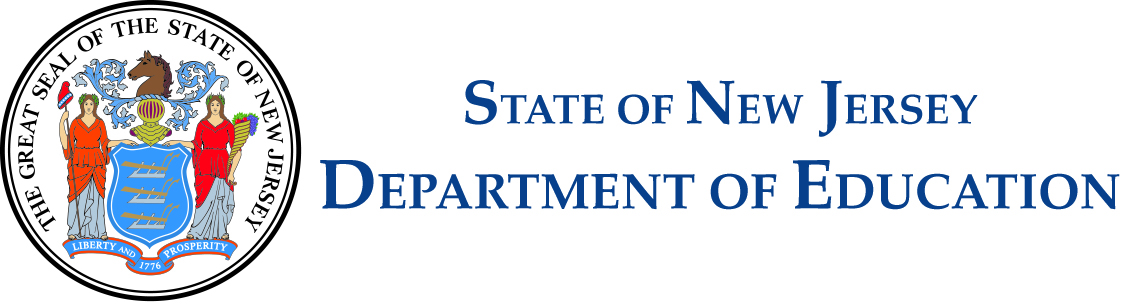 THE GREAT SEAL OF THE STATE OF NEW JERSEY
LIBERTY AND PROSPERITY
1776
STATE OF NEW JERSEY
DEPARTMENT OF EDUCATION